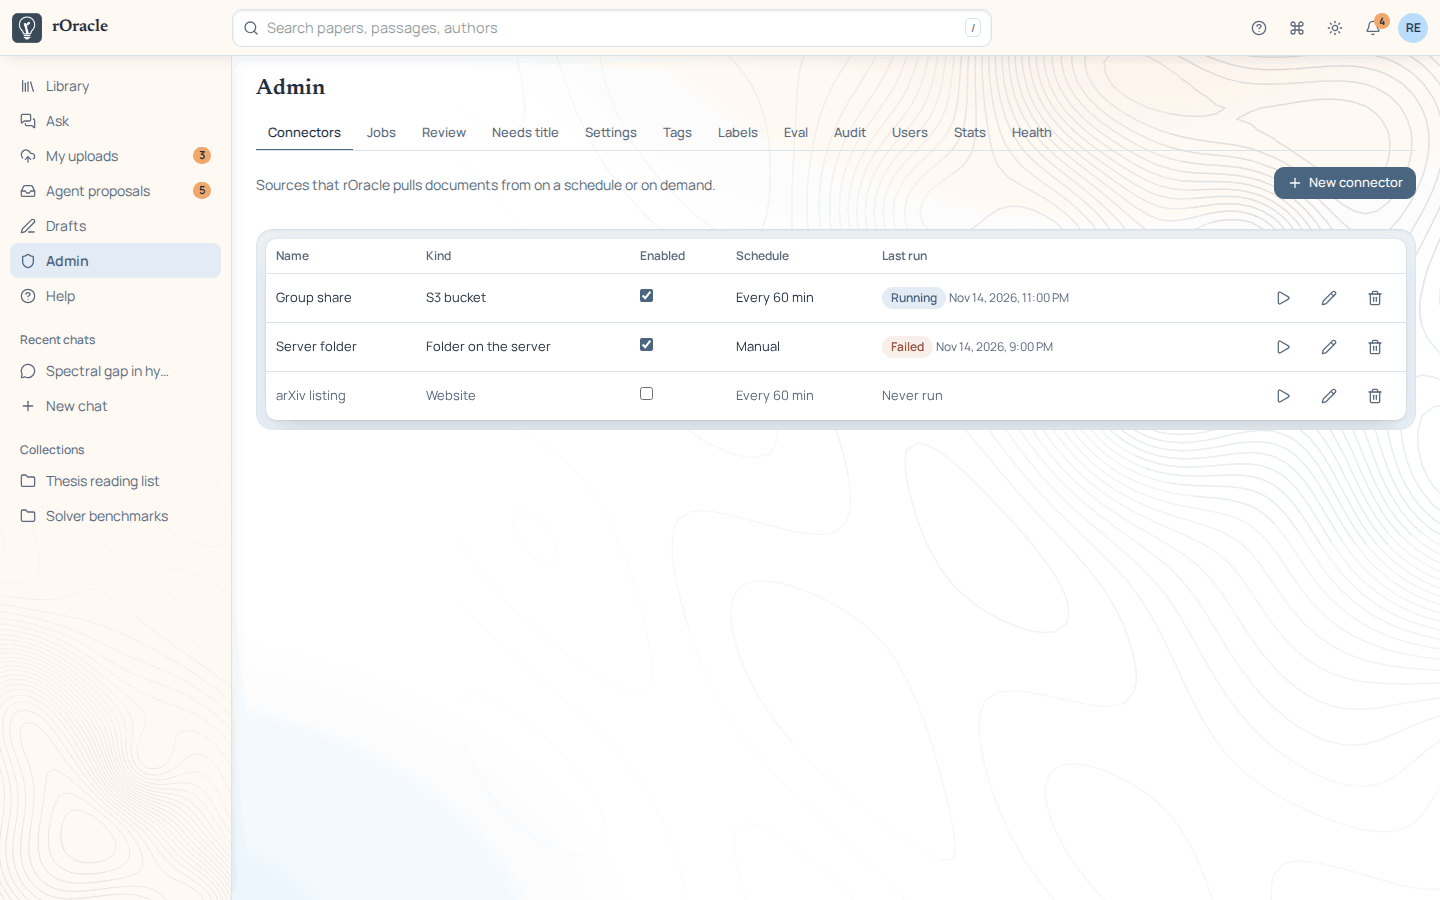 rOracle
Search papers, passages, authors
/
4
RE
Library
Ask
My uploads 3
Agent proposals 5
Drafts
Admin
Help
Recent chats
Spectral gap in hy...
New chat
Collections
Thesis reading list
Solver benchmarks
Admin
Connectors Jobs Review Needs title Settings Tags Labels Eval Audit Users Stats Health
Sources that rOracle pulls documents from on a schedule or on demand.
New connector
Name Kind Enabled Schedule Last run
Group share S3 bucket Every 60 min Running Nov 14, 2026, 11:00 PM
Server folder Folder on the server Manual Failed Nov 14, 2026, 9:00 PM
arXiv listing Website Every 60 min Never run